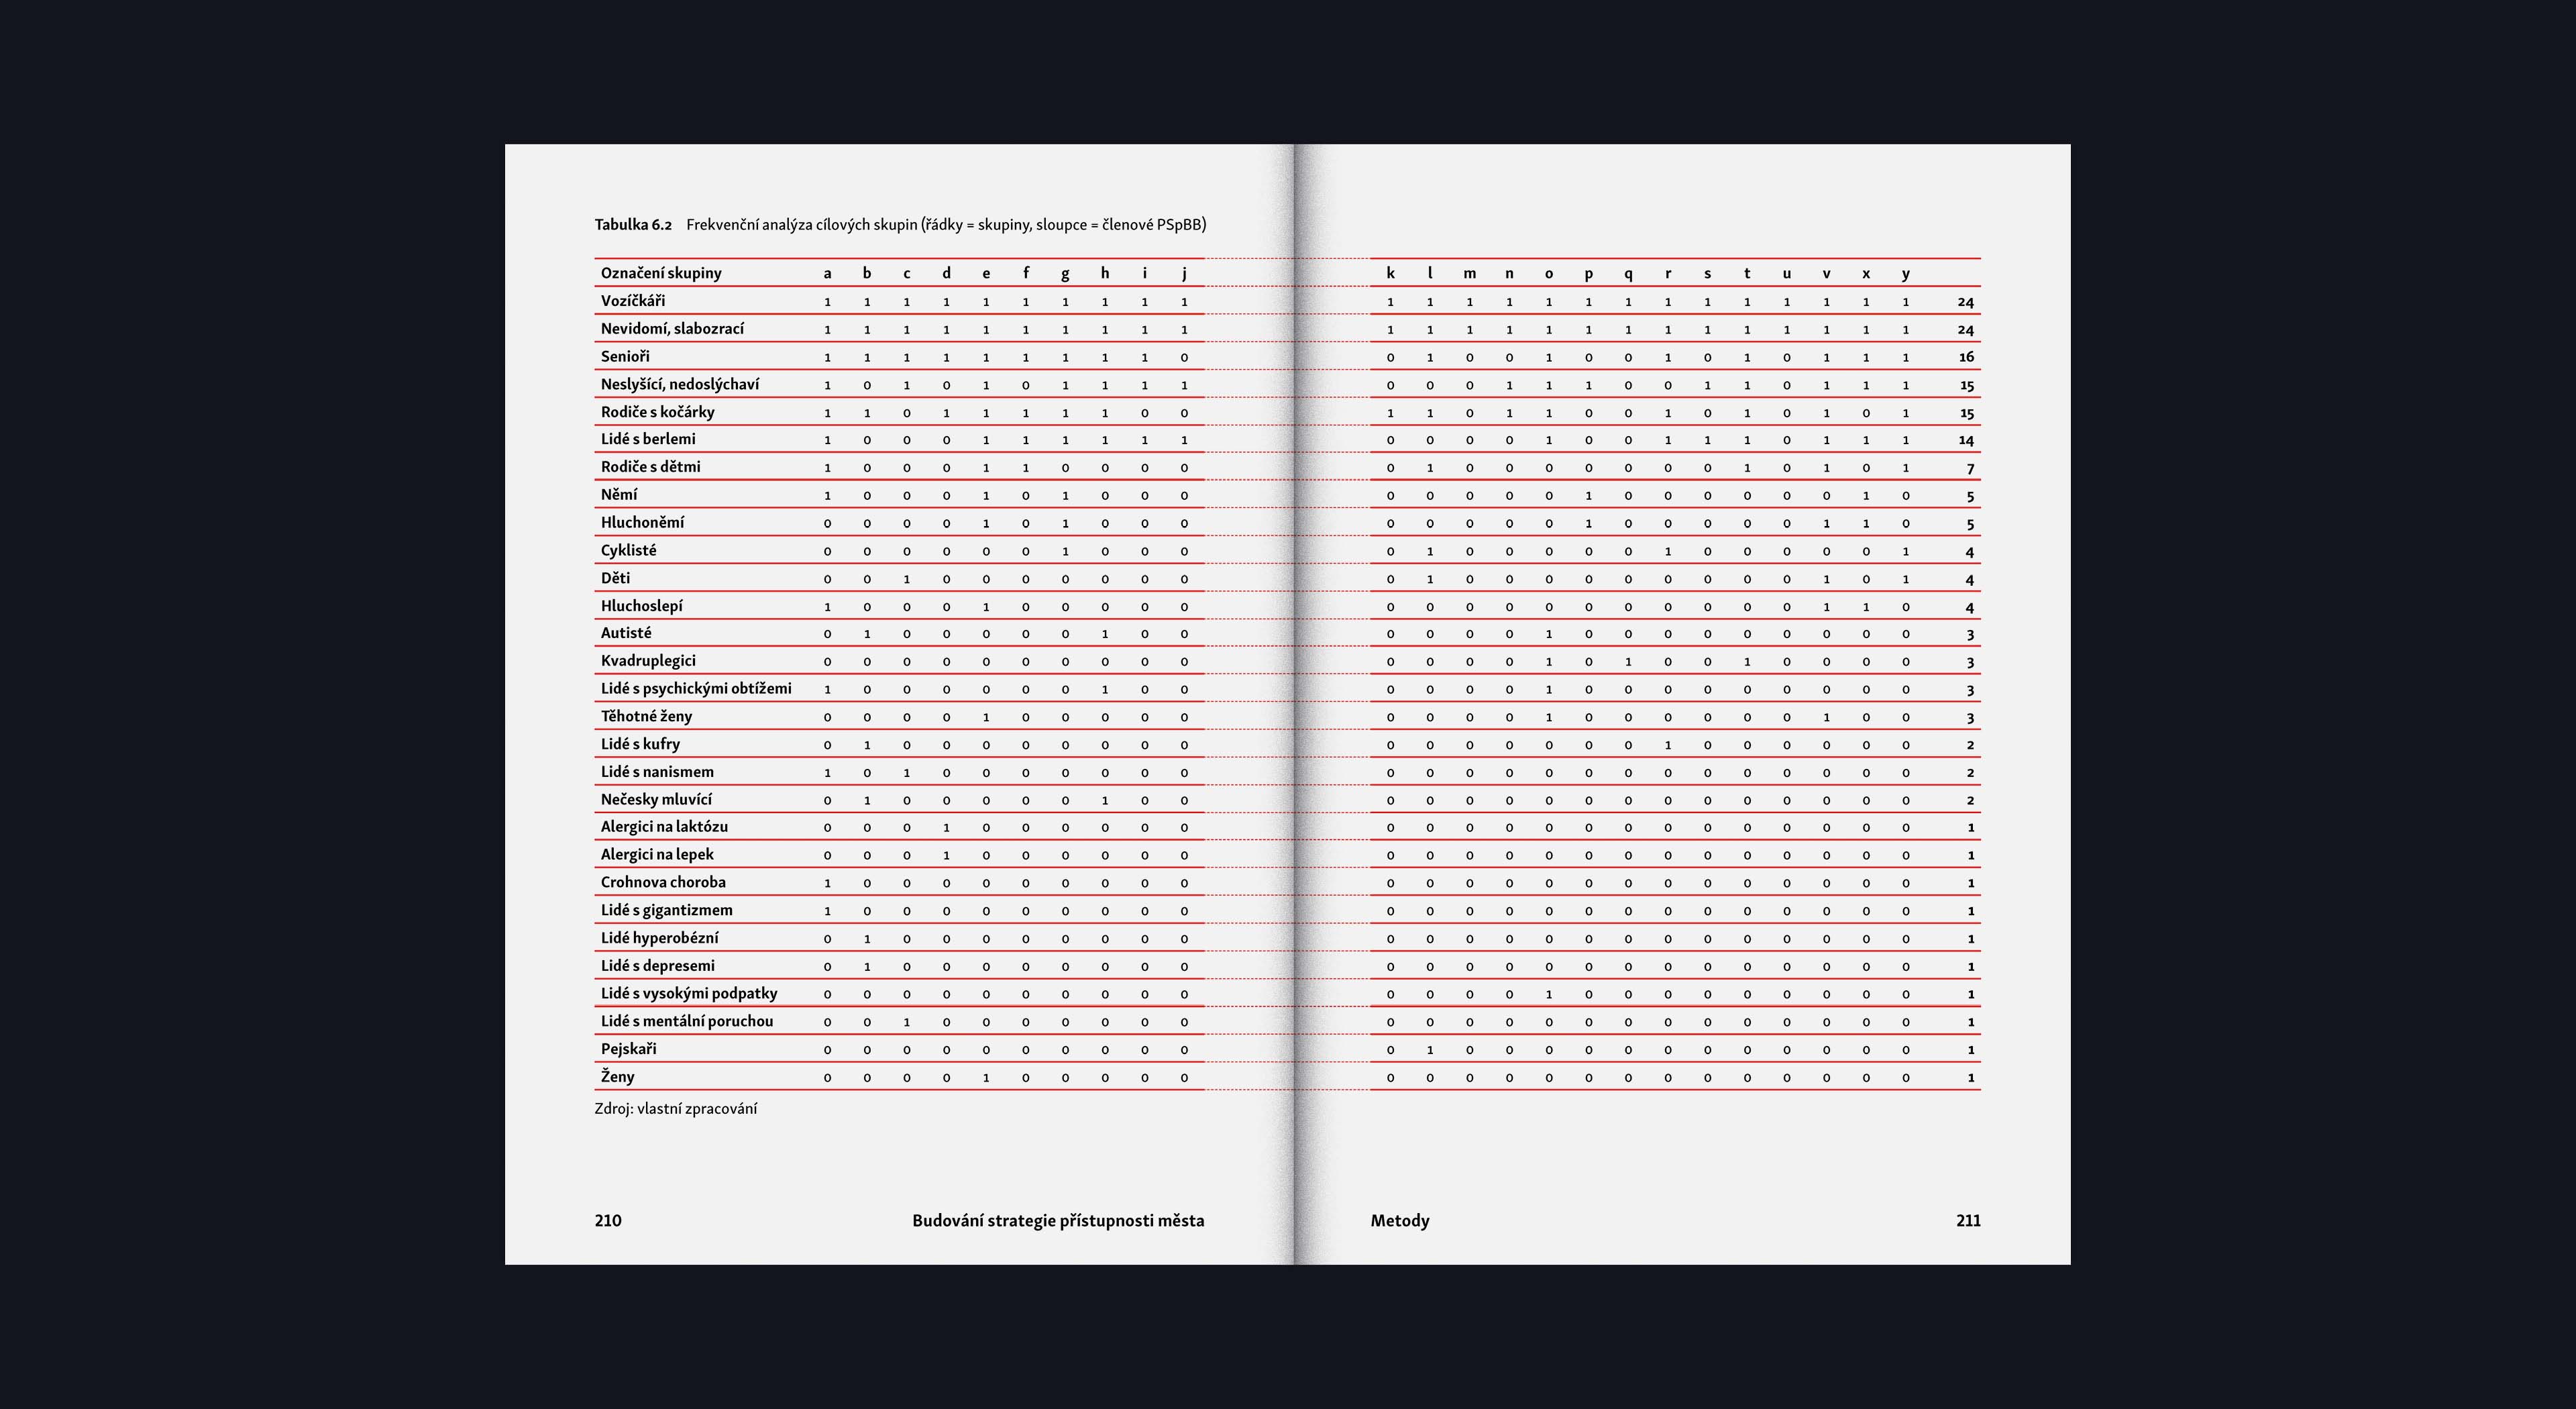 Tabulka 6.2 Frekvenční analýza cílových skupin (řádky = skupiny, sloupce = členové PSpBB)
Označení skupiny a b c d e f g h i j k l m n o p q r s t u v x y
Vozíčkáři 1 1 1 1 1 1 1 1 1 1 1 1 1 1 1 1 1 1 1 1 1 1 1 1 24
Nevidomí, slabozrací 1 1 1 1 1 1 1 1 1 1 1 1 1 1 1 1 1 1 1 1 1 1 1 1 24
Senioři 1 1 1 1 1 1 1 1 1 0 0 1 0 0 1 0 0 1 0 1 0 1 1 1 16
Neslyšící, nedoslýchaví 1 0 1 0 1 0 1 1 1 1 0 0 0 1 1 1 0 0 1 1 0 1 1 1 15
Rodiče s kočárky 1 1 0 1 1 1 1 1 0 0 1 1 0 1 1 0 0 1 0 1 0 1 0 1 15
Lidé s berlemi 1 0 0 0 1 1 1 1 1 1 0 0 0 0 1 0 0 1 1 1 0 1 1 1 14
Rodiče s dětmi 1 0 0 0 1 1 0 0 0 0 0 1 0 0 0 0 0 0 0 1 0 1 0 1 7
Němí 1 0 0 0 1 0 1 0 0 0 0 0 0 0 0 1 0 0 0 0 0 0 1 0 5
Hluchoněmí 0 0 0 0 1 0 1 0 0 0 0 0 0 0 0 1 0 0 0 0 0 1 1 0 5
Cyklisté 0 0 0 0 0 0 1 0 0 0 0 1 0 0 0 0 0 1 0 0 0 0 0 1 4
Děti 0 0 1 0 0 0 0 0 0 0 0 1 0 0 0 0 0 0 0 0 0 1 0 1 4
Hluchoslepí 1 0 0 0 1 0 0 0 0 0 0 0 0 0 0 0 0 0 0 0 0 1 1 0 4
Autisté 0 1 0 0 0 0 0 1 0 0 0 0 0 0 1 0 0 0 0 0 0 0 0 0 3
Kvadruplegici 0 0 0 0 0 0 0 0 0 0 0 0 0 0 1 0 1 0 0 1 0 0 0 0 3
Lidé s psychickými obtížemi 1 0 0 0 0 0 0 1 0 0 0 0 0 0 1 0 0 0 0 0 0 0 0 0 3
Těhotné ženy 0 0 0 0 1 0 0 0 0 0 0 0 0 0 1 0 0 0 0 0 0 1 0 0 3
Lidé s kufry 0 1 0 0 0 0 0 0 0 0 0 0 0 0 0 0 0 1 0 0 0 0 0 0 2
Lidé s nanismem 1 0 1 0 0 0 0 0 0 0 0 0 0 0 0 0 0 0 0 0 0 0 0 0 2
Nečesky mluvící 0 1 0 0 0 0 0 1 0 0 0 0 0 0 0 0 0 0 0 0 0 0 0 0 2
Alergici na laktózu 0 0 0 1 0 0 0 0 0 0 0 0 0 0 0 0 0 0 0 0 0 0 0 0 1
Alergici na lepek 0 0 0 1 0 0 0 0 0 0 0 0 0 0 0 0 0 0 0 0 0 0 0 0 1
Crohnova choroba 1 0 0 0 0 0 0 0 0 0 0 0 0 0 0 0 0 0 0 0 0 0 0 0 1
Lidé s gigantizmem 1 0 0 0 0 0 0 0 0 0 0 0 0 0 0 0 0 0 0 0 0 0 0 0 1
Lidé hyperobézní 0 1 0 0 0 0 0 0 0 0 0 0 0 0 0 0 0 0 0 0 0 0 0 0 1
Lidé s depresemi 0 1 0 0 0 0 0 0 0 0 0 0 0 0 0 0 0 0 0 0 0 0 0 0 1
Lidé s vysokými podpatky 0 0 0 0 0 0 0 0 0 0 0 0 0 0 1 0 0 0 0 0 0 0 0 0 1
Lidé s mentální poruchou 0 0 1 0 0 0 0 0 0 0 0 0 0 0 0 0 0 0 0 0 0 0 0 0 1
Pejskaři 0 0 0 0 0 0 0 0 0 0 0 1 0 0 0 0 0 0 0 0 0 0 0 0 1
Ženy 0 0 0 0 1 0 0 0 0 0 0 0 0 0 0 0 0 0 0 0 0 0 0 0 1
Zdroj: vlastní zpracování
210 Budování strategie přístupnosti města
Metody 211